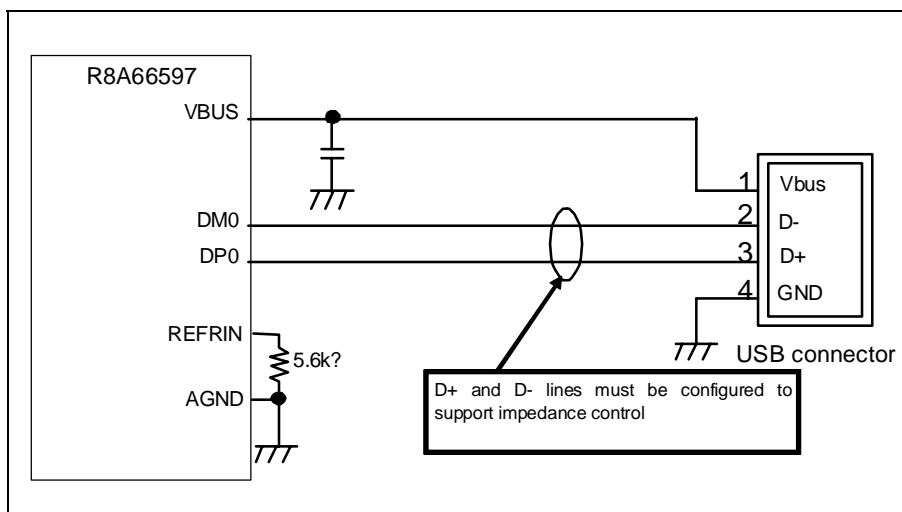 R8A66597
VBUS
1 Vbus
DM0
2 D-
DP0
3 D+
4 GND
REFRIN
5.6k?
USB connector
AGND
D+ and D- lines must be configured to
support impedance control